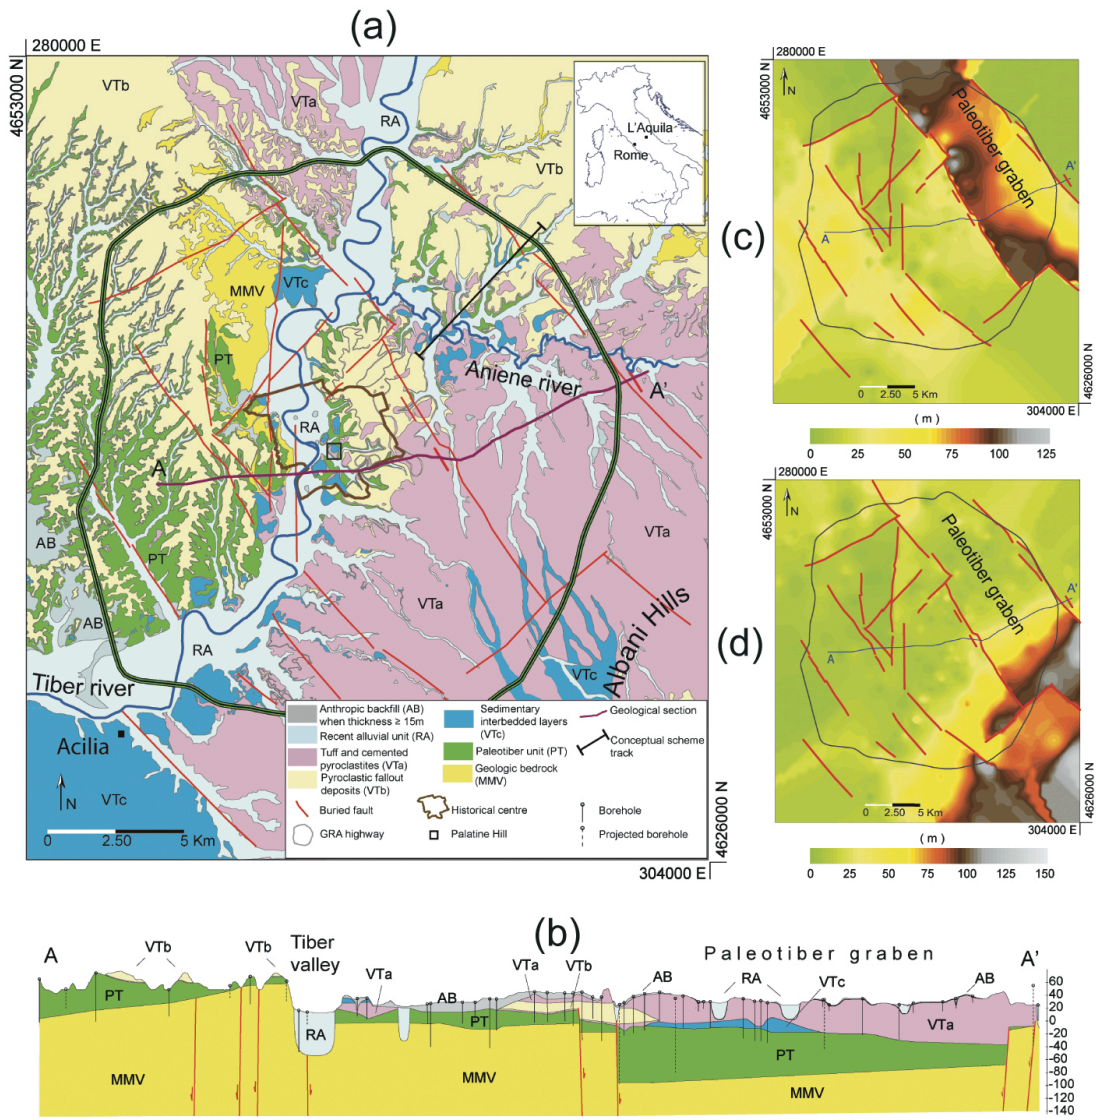 (a)
280000 E
4653000 N
VTb
VTa
RA
VTb
L'Aquila
Rome
MMV
VTc
PT
Aniene river
A'
RA
A
VTa
AB
PT
VTa
AB
RA
Albani Hills
VTc
Tiber river
Acilia
VTc
N
0 2.50 5 Km
Anthropic backfill (AB)
when thickness ≥ 15m
Recent alluvial unit (RA)
Tuff and cemented
pyroclastites (VTa)
Pyroclastic fallout
deposits (VTb)
Buried fault
GRA highway
Sedimentary
interbedded layers
(VTc)
Paleotiber unit (PT)
Geologic bedrock
(MMV)
Historical centre
Palatine Hill
Geological section
Conceptual scheme
track
Borehole
Projected borehole
4626000 N
304000 E
(c)
280000 E
4653000 N
N
Paleotiber graben
A'
A
0 2.50 5 Km
4626000 N
304000 E
( m )
0 25 50 75 100 125
(d)
280000 E
4653000 N
N
Paleotiber graben
A'
A
0 2.50 5 Km
4626000 N
304000 E
( m )
0 25 50 75 100 150
(b)
A
VTb
VTb
Tiber
valley
VTa
AB
VTa
VTb
AB
Paleotiber graben
RA
VTc
AB
A'
PT
RA
PT
VTa
PT
MMV
MMV
MMV
60
40
20
0
-20
-40
-60
-80
-100
-120
-140